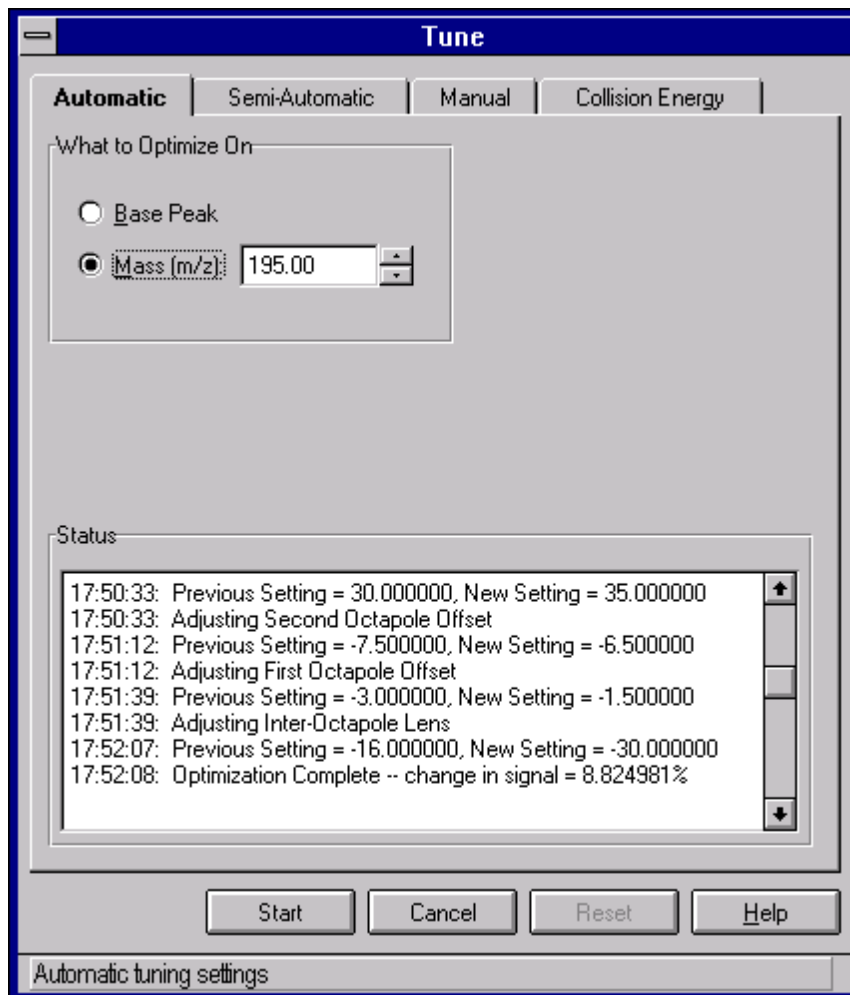 Tune
Automatic Semi-Automatic Manual Collision Energy
What to Optimize On
Base Peak
Mass (m/z): 195.00
Status
17:50:33: Previous Setting = 30.000000, New Setting = 35.000000
17:50:33: Adjusting Second Octapole Offset
17:51:12: Previous Setting = -7.500000, New Setting = -6.500000
17:51:12: Adjusting First Octapole Offset
17:51:39: Previous Setting = -3.000000, New Setting = -1.500000
17:51:39: Adjusting Inter-Octapole Lens
17:52:07: Previous Setting = -16.000000, New Setting = -30.000000
17:52:08: Optimization Complete -- change in signal = 8.824981%
Start Cancel Reset Help
Automatic tuning settings